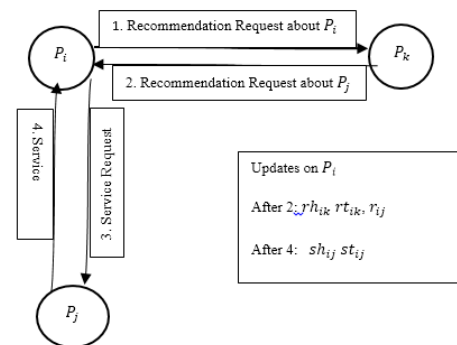 1. Recommendation Request about P_i
P_i
P_k
2. Recommendation Request about P_j
4. Service
3. Service Request
Updates on P_i
After 2: rh_ik rt_ik, r_ij
After 4: sh_ij st_ij
P_j